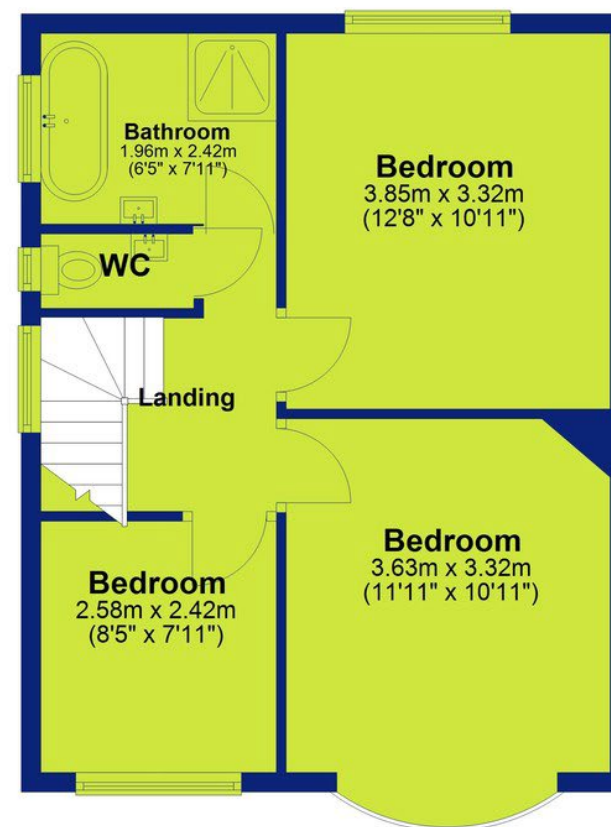 Bathroom
1.96m x 2.42m
(6'5" x 7'11")
Bedroom
3.85m x 3.32m
(12'8" x 10'11")
WC
Landing
Bedroom
3.63m x 3.32m
(11'11" x 10'11")
Bedroom
2.58m x 2.42m
(8'5" x 7'11")